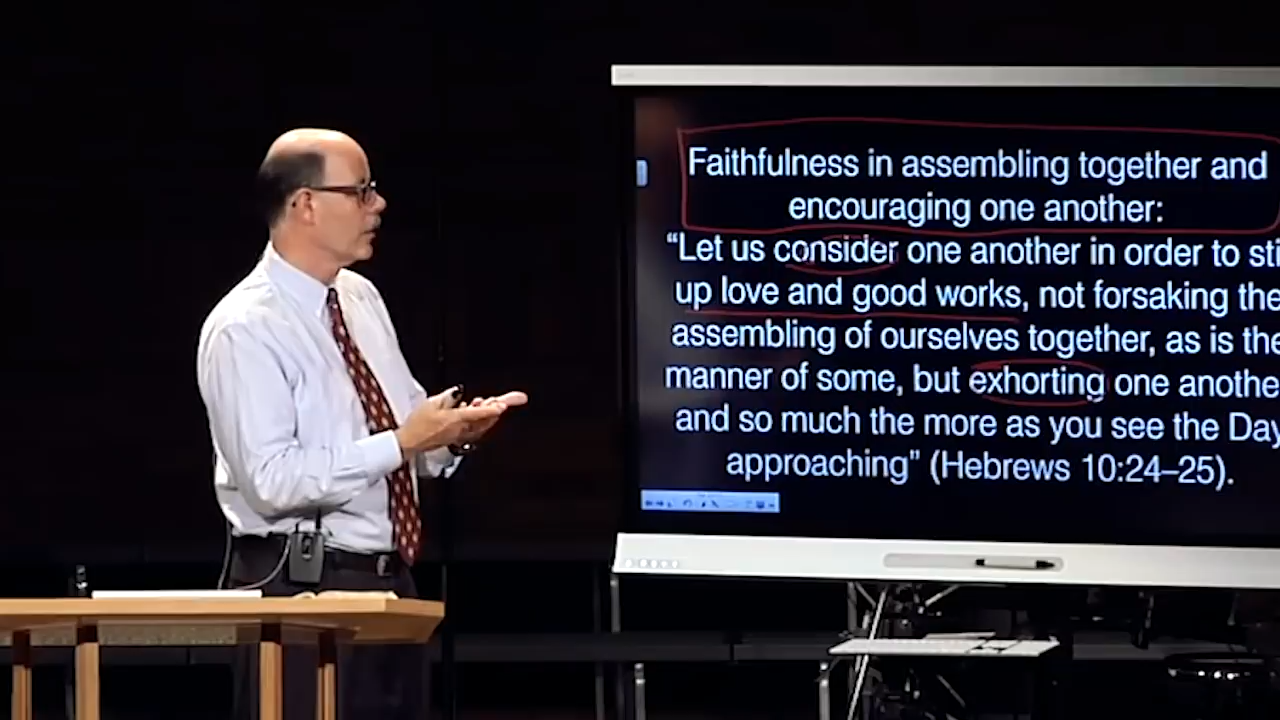 Faithfulness in assembling together and
encouraging one another:
“Let us consider one another in order to sti
up love and good works, not forsaking the
assembling of ourselves together, as is the
manner of some, but exhorting one anothe
and so much the more as you see the Day
approaching” (Hebrews 10:24–25).